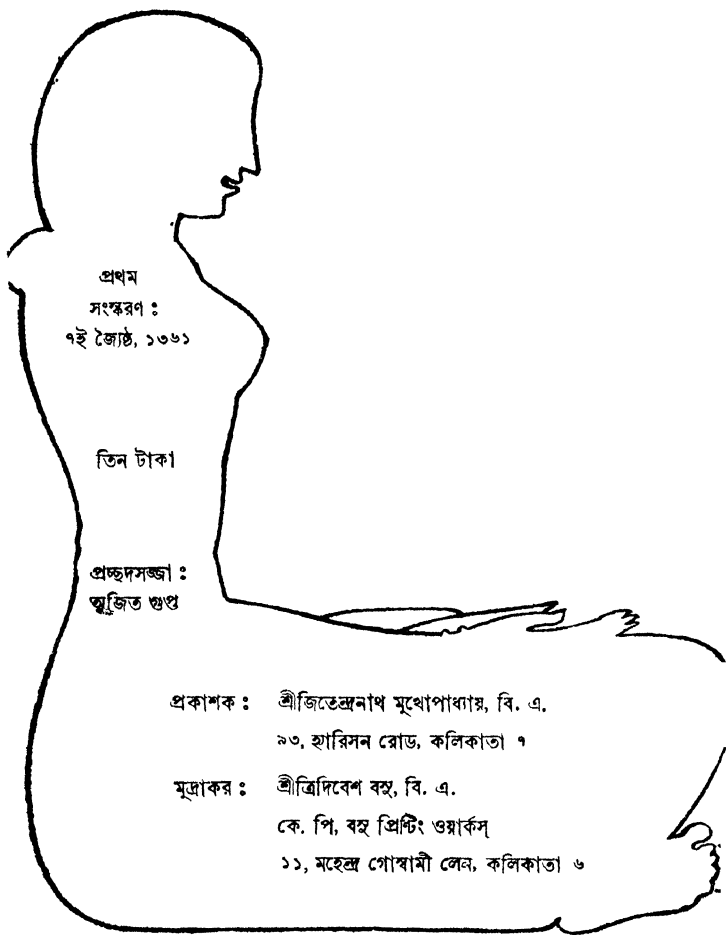 প্রথম
সংস্করণ :
৭ই জ্যৈষ্ঠ, ১৩৬১
তিন টাকা
প্রচ্ছদসজ্জা :
অজিত গুপ্ত
প্রকাশক : শ্রীজিতেন্দ্রনাথ মুখোপাধ্যায়, বি. এ.
৯৩, হ্যারিসন রোড, কলিকাতা ৭
মুদ্রাকর : শ্রীত্রিদিবেশ বসু, বি. এ.
কে. পি, বসু প্রিণ্টিং ওয়ার্কস্
১১, মহেন্দ্র গোস্বামী লেন, কলিকাতা ৬